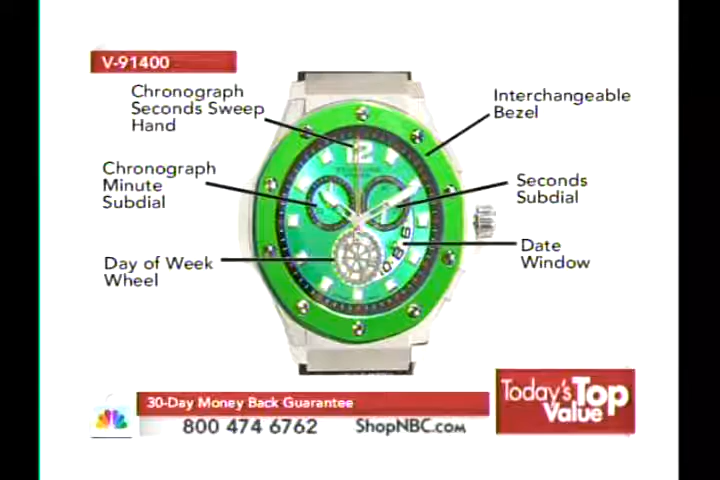 V-91400
Chronograph
Seconds Sweep
Hand
Interchangeable
Bezel
12
Chronograph
Minute
Subdial
Seconds
Subdial
Day of Week
Wheel
Date
Window
30-Day Money Back Guarantee
800 474 6762 ShopNBC.com
Today's Top
Value